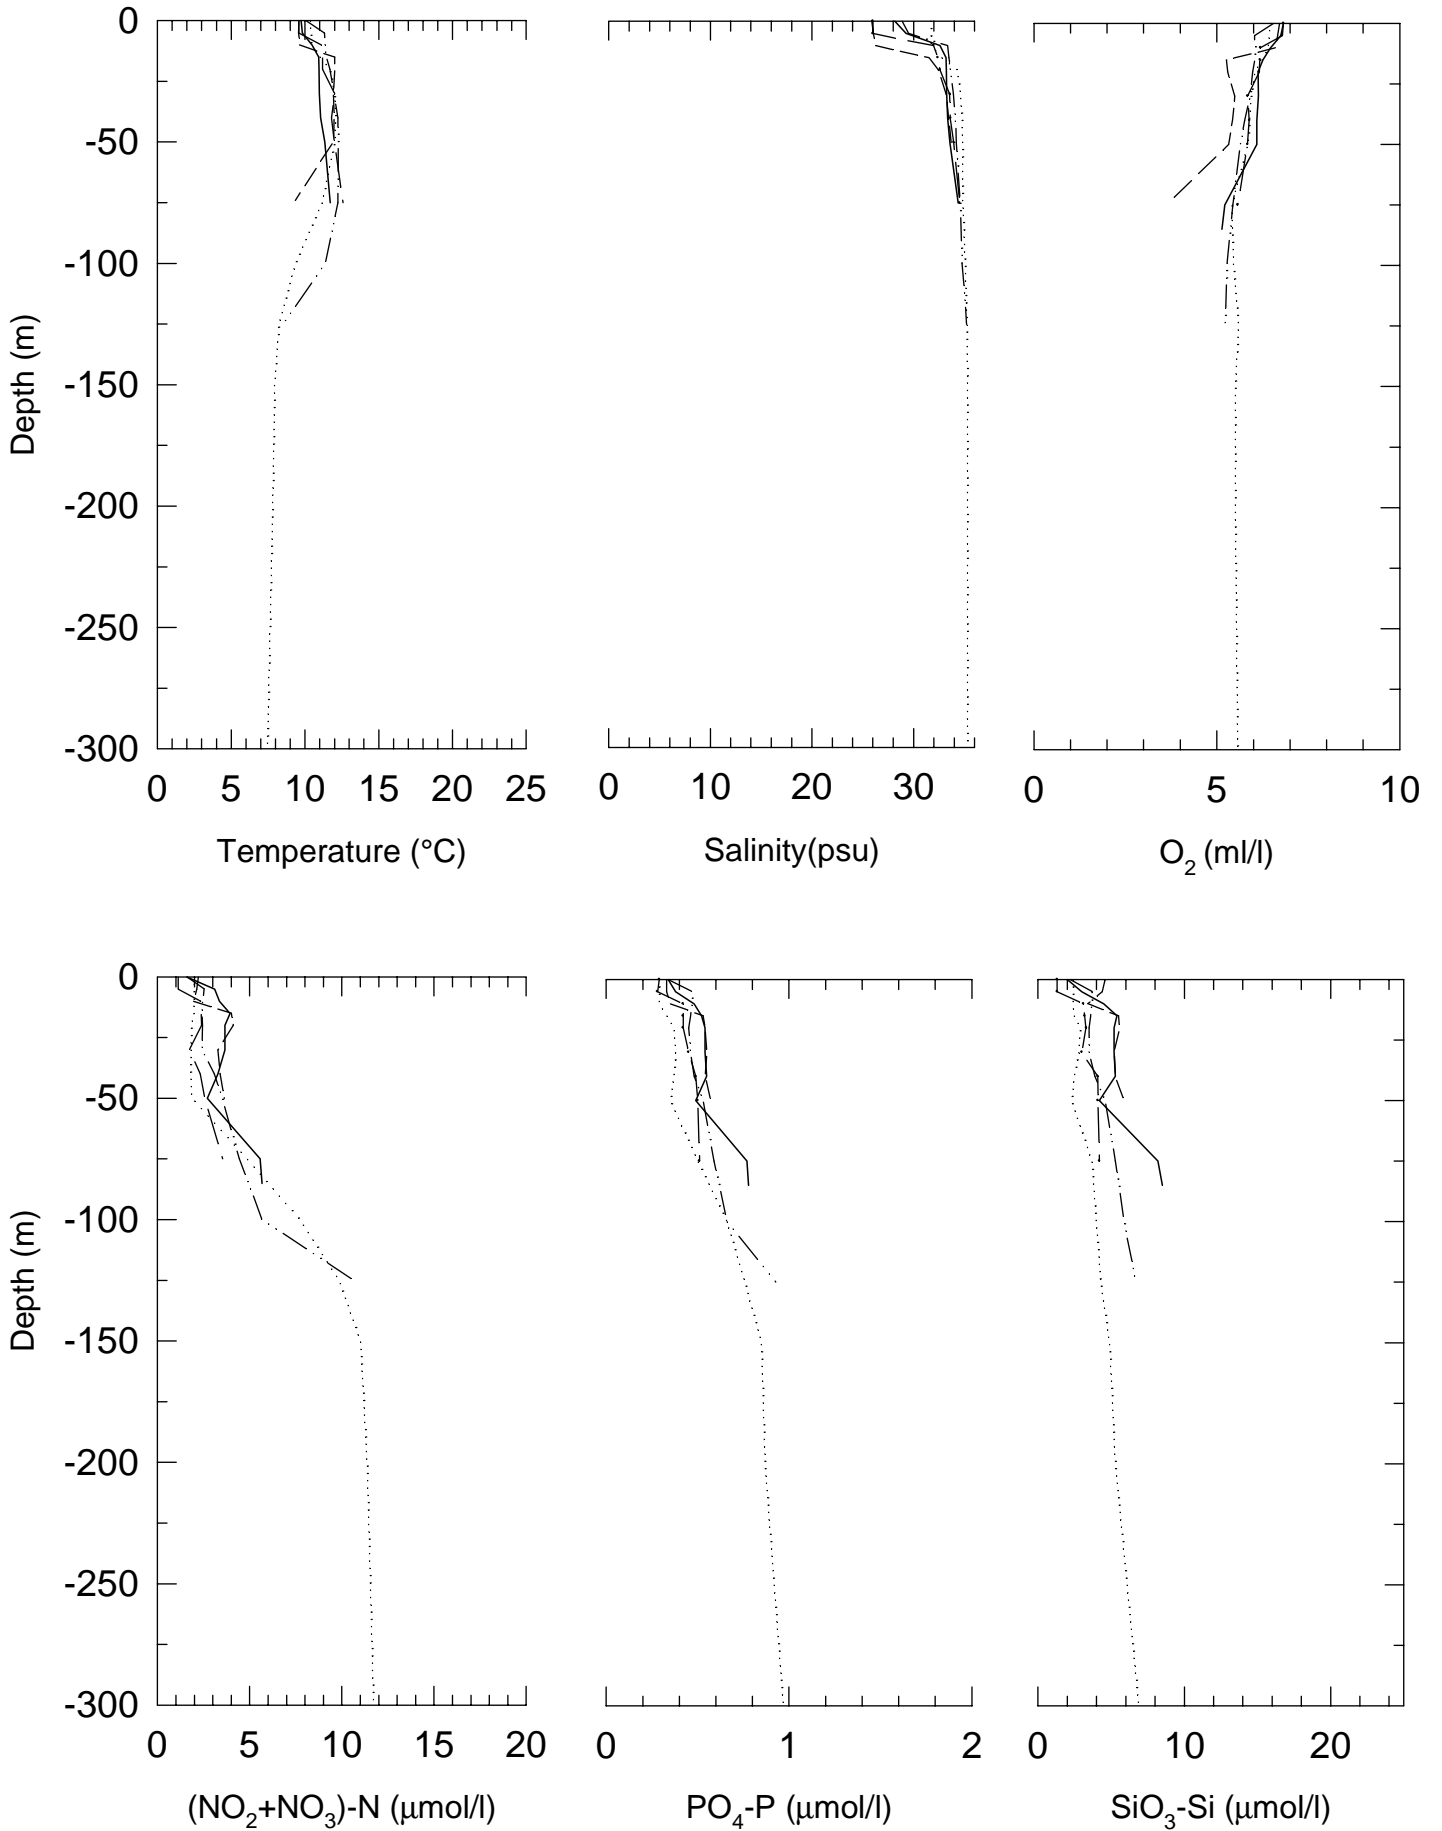 0
-50
-100
-150
-200
-250
-300
Depth (m)
0 5 10 15 20 25
Temperature (°C)
0 10 20 30
Salinity(psu)
0 5 10
O2 (ml/l)
0
-50
-100
-150
-200
-250
-300
Depth (m)
0 5 10 15 20
(NO2+NO3)-N (μmol/l)
0 1 2
PO4-P (μmol/l)
0 10 20
SiO3-Si (μmol/l)